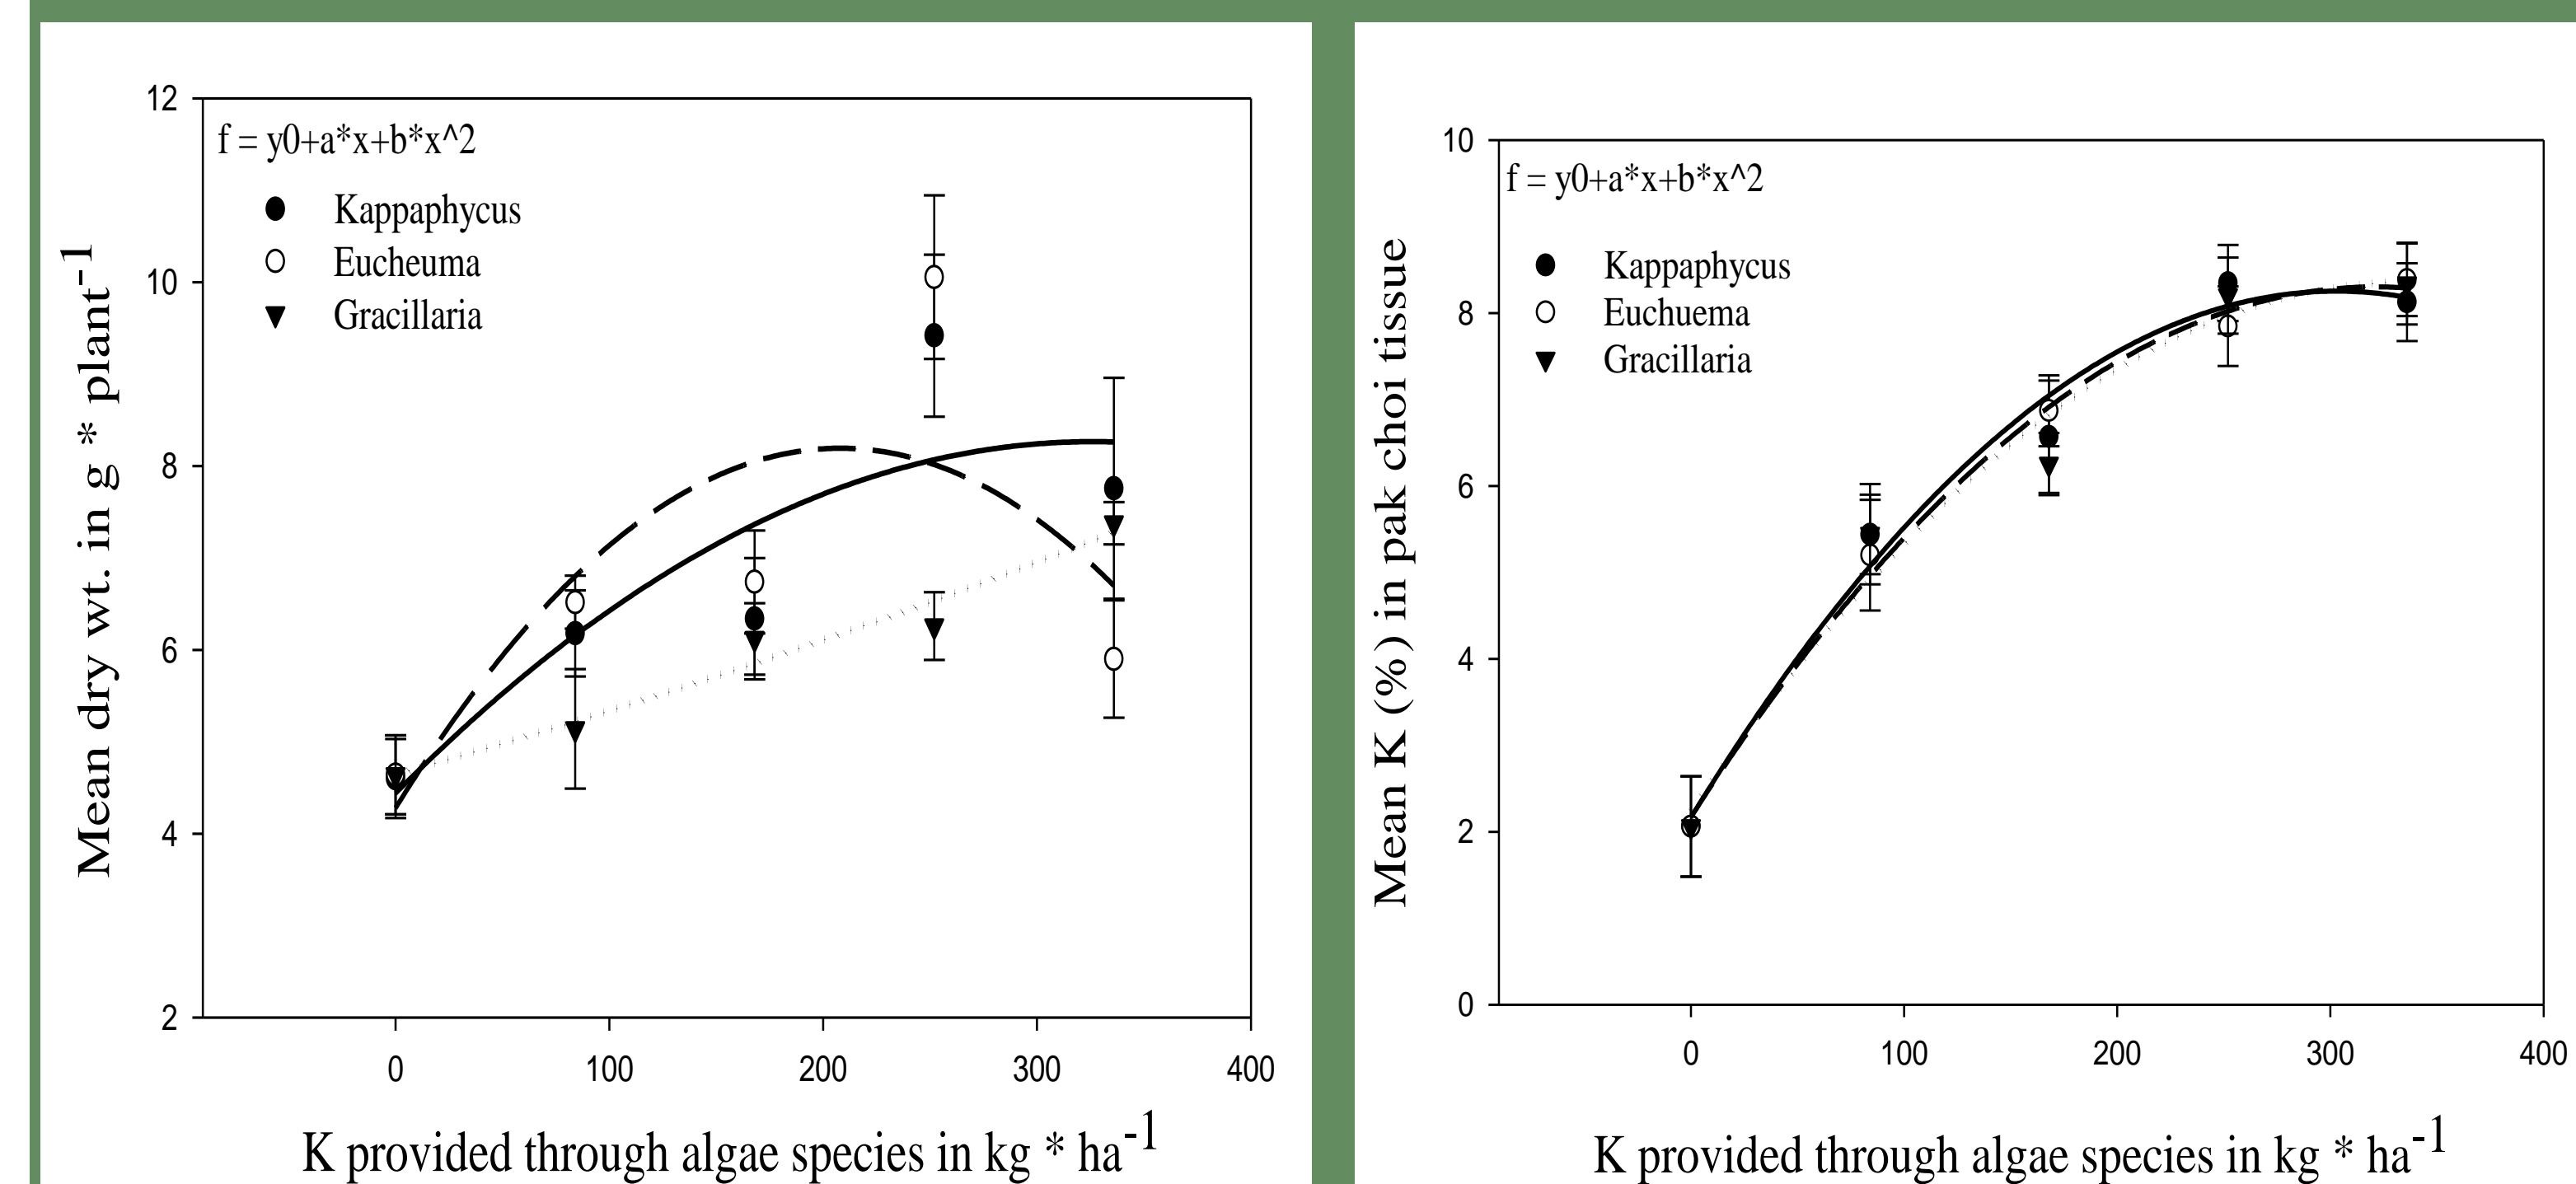 12
10
8
6
4
2
f = y0+a*x+b*x^2
Kappaphycus
Eucheuma
Gracillaria
Mean dry wt. in g * plant-1
0 100 200 300 400
K provided through algae species in kg * ha-1
10
8
6
4
2
0
f = y0+a*x+b*x^2
Kappaphycus
Euchuema
Gracillaria
Mean K (%) in pak choi tissue
0 100 200 300 400
K provided through algae species in kg * ha-1